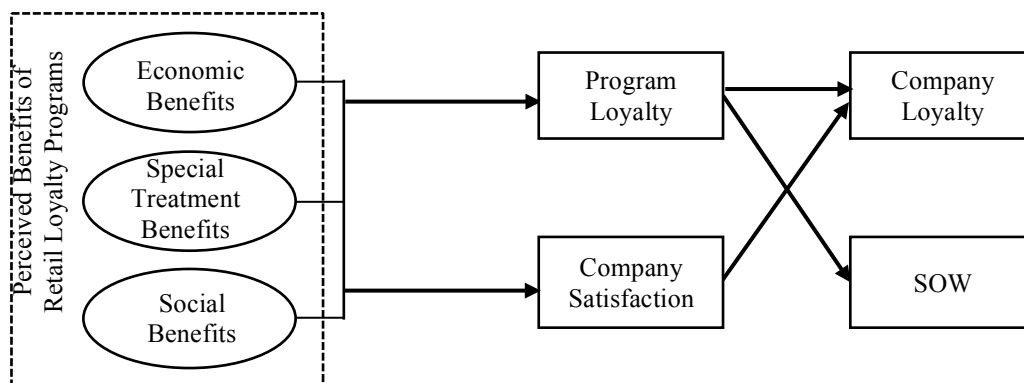 Perceived Benefits of
Retail Loyalty Programs
Economic
Benefits
Special
Treatment
Benefits
Social
Benefits
Program
Loyalty
Company
Satisfaction
Company
Loyalty
SOW